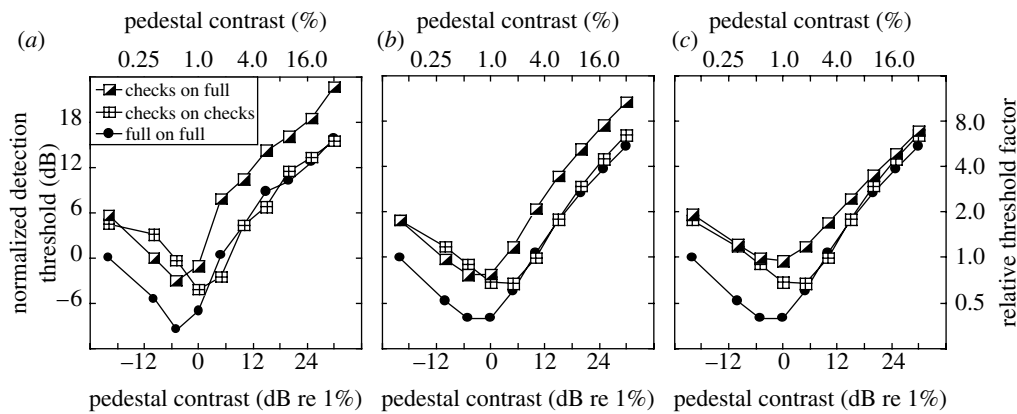 pedestal contrast (%)
pedestal contrast (%)
pedestal contrast (%)
(a)
(b)
(c)
0.25 1.0 4.0 16.0
0.25 1.0 4.0 16.0
0.25 1.0 4.0 16.0
checks on full
checks on checks
full on full
normalized detection
threshold (dB)
18
12
6
0
−6
8.0
4.0
2.0
1.0
0.5
relative threshold factor
−12 0 12 24
−12 0 12 24
−12 0 12 24
pedestal contrast (dB re 1%)
pedestal contrast (dB re 1%)
pedestal contrast (dB re 1%)